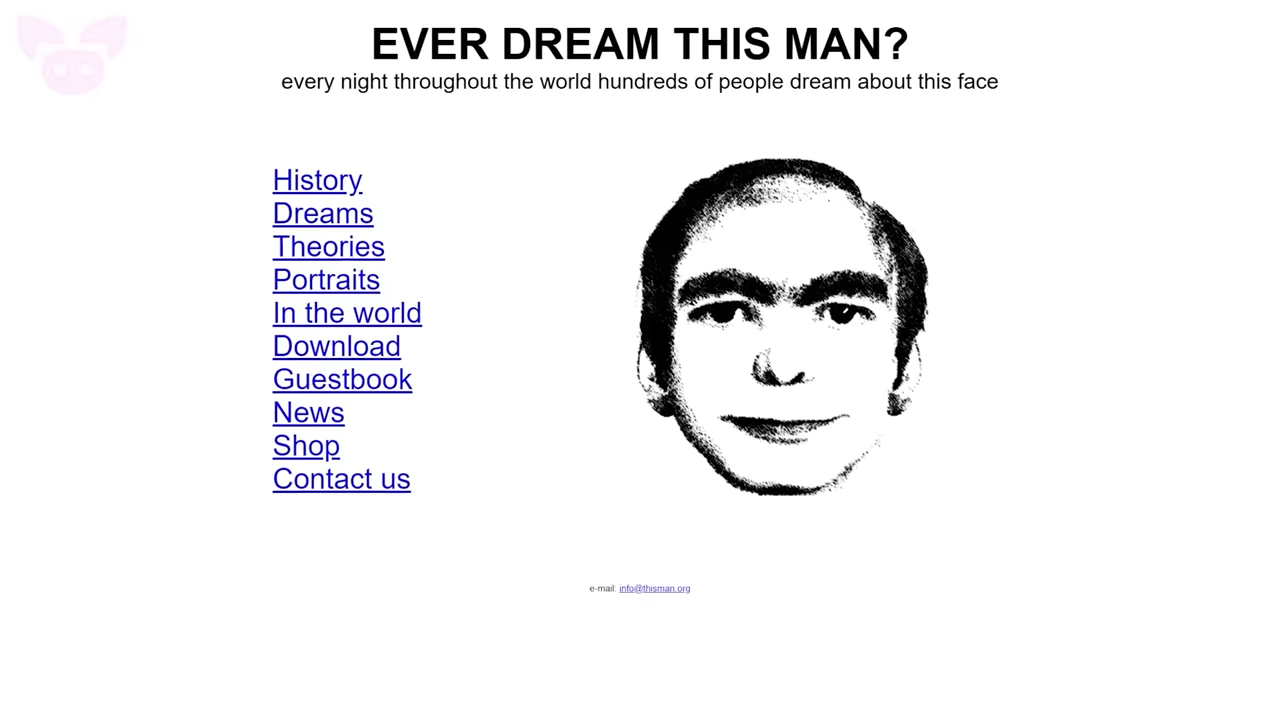 EVER DREAM THIS MAN?
every night throughout the world hundreds of people dream about this face
History
Dreams
Theories
Portraits
In the world
Download
Guestbook
News
Shop
Contact us
e-mail: info@thisman.org